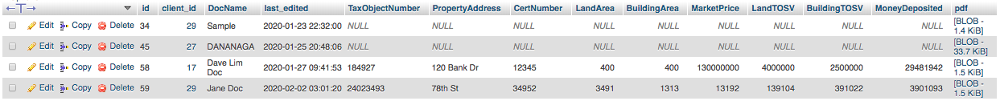 ←T→ id client_id DocName last_edited TaxObjectNumber PropertyAddress CertNumber LandArea BuildingArea MarketPrice LandTOSV BuildingTOSV MoneyDeposited pdf
Edit Copy Delete 34 29 Sample 2020-01-23 22:32:00 NULL NULL NULL NULL NULL NULL NULL NULL NULL [BLOB -
1.4 KiB]
Edit Copy Delete 45 27 DANANAGA 2020-01-25 20:48:06 NULL NULL NULL NULL NULL NULL NULL NULL NULL [BLOB -
33.7 KiB]
Edit Copy Delete 58 17 Dave Lim 2020-01-27 09:41:53 184927 120 Bank Dr 12345 400 400 130000000 4000000 2500000 29481942 [BLOB -
Doc 1.5 KiB]
Edit Copy Delete 59 29 Jane Doc 2020-02-02 03:01:20 24023493 78th St 34952 3491 1313 13192 139104 391022 3901093 [BLOB -
1.5 KiB]